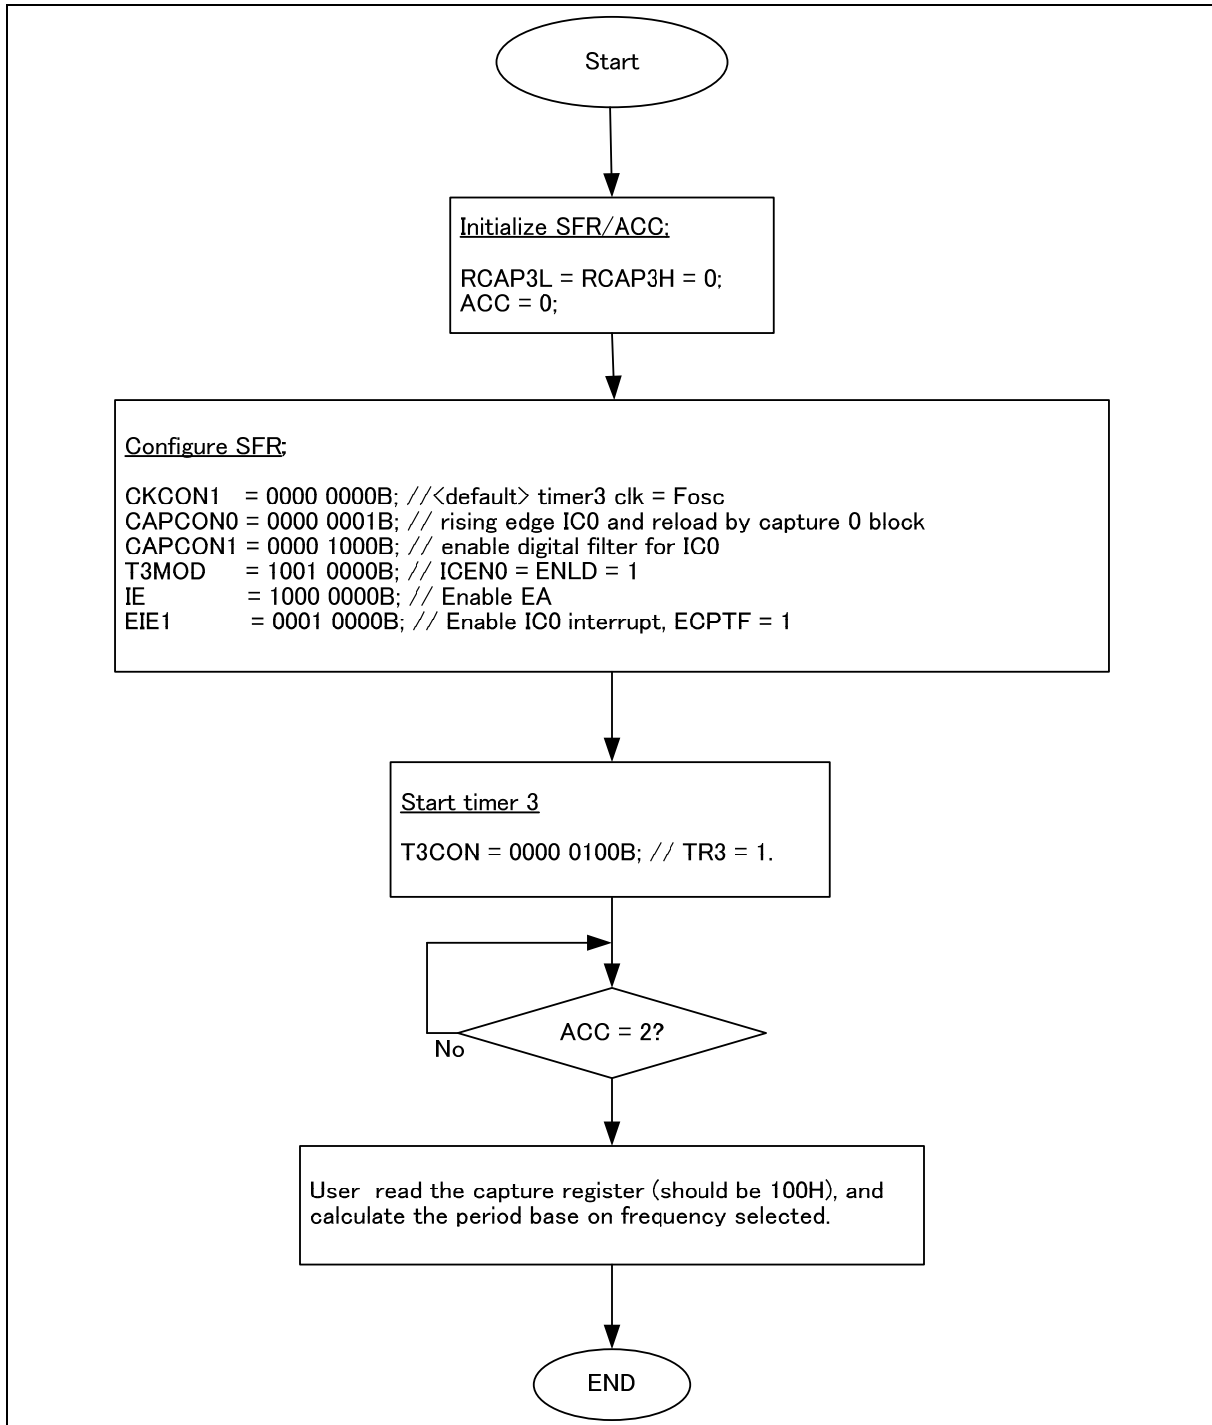 Start
Initialize SFR/ACC;
RCAP3L = RCAP3H = 0;
ACC = 0;
Configure SFR;
CKCON1 = 0000 0000B; //<default> timer3 clk = Fosc
CAPCON0 = 0000 0001B; // rising edge IC0 and reload by capture 0 block
CAPCON1 = 0000 1000B; // enable digital filter for IC0
T3MOD = 1001 0000B; // ICEN0 = ENLD = 1
IE = 1000 0000B; // Enable EA
EIE1 = 0001 0000B; // Enable IC0 interrupt, ECPTF = 1
Start timer 3
T3CON = 0000 0100B; // TR3 = 1.
ACC = 2?
No
User read the capture register (should be 100H), and
calculate the period base on frequency selected.
END